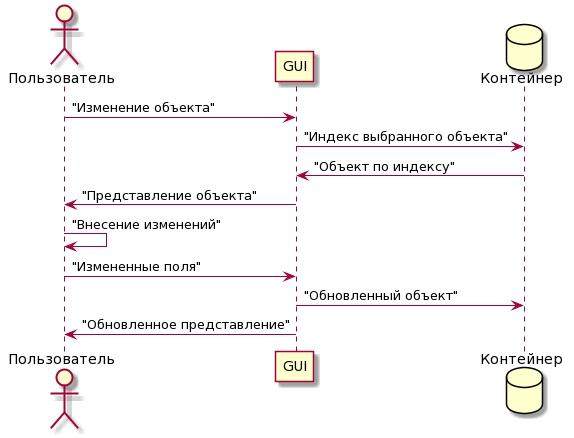 GUI
Пользователь
Контейнер
"Изменение объекта"
"Индекс выбранного объекта"
"Объект по индексу"
"Представление объекта"
"Внесение изменений"
"Измененные поля"
"Обновленный объект"
"Обновленное представление"
Пользователь
GUI
Контейнер